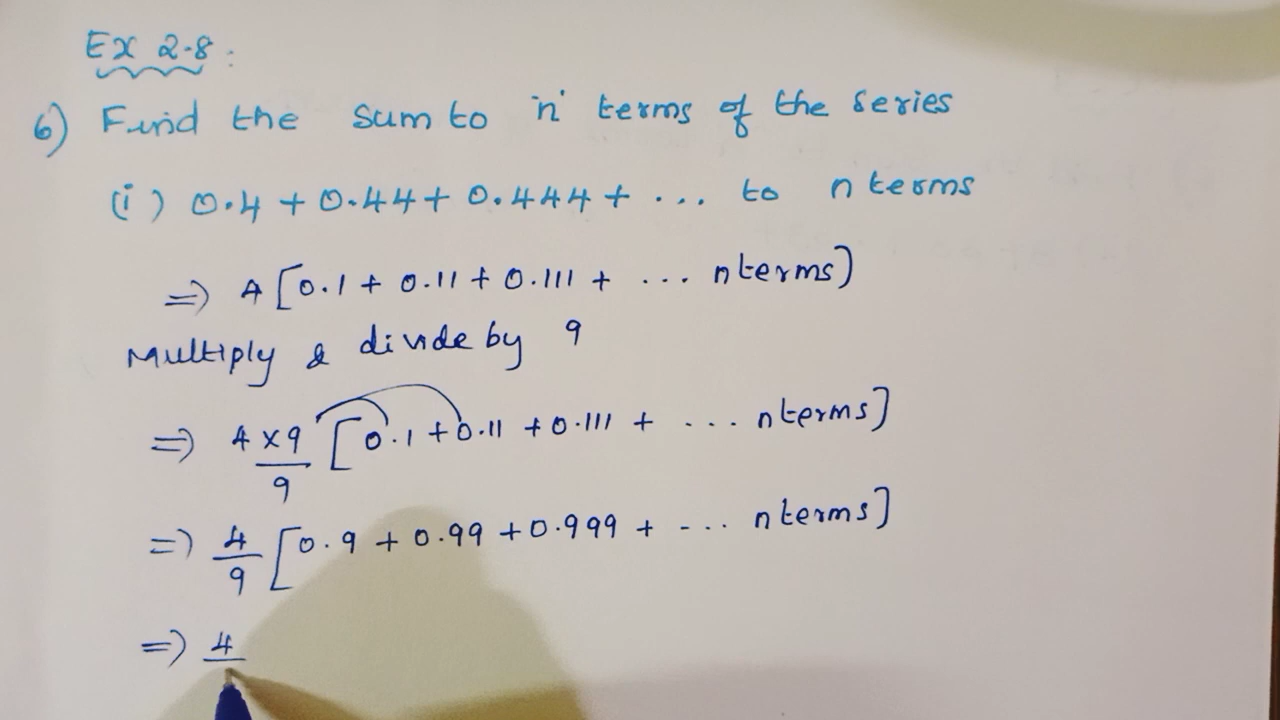 Ex 2.8:
6) Find the sum to 'n' terms of the series
(i) 0.4 + 0.44 + 0.444 + ... to n terms
=> 4 [0.1 + 0.11 + 0.111 + ... n terms]
Multiply & divide by 9
=> 4 × 9/9 [0.1 + 0.11 + 0.111 + ... n terms]
=> 4/9 [0.9 + 0.99 + 0.999 + ... n terms]
=> 4